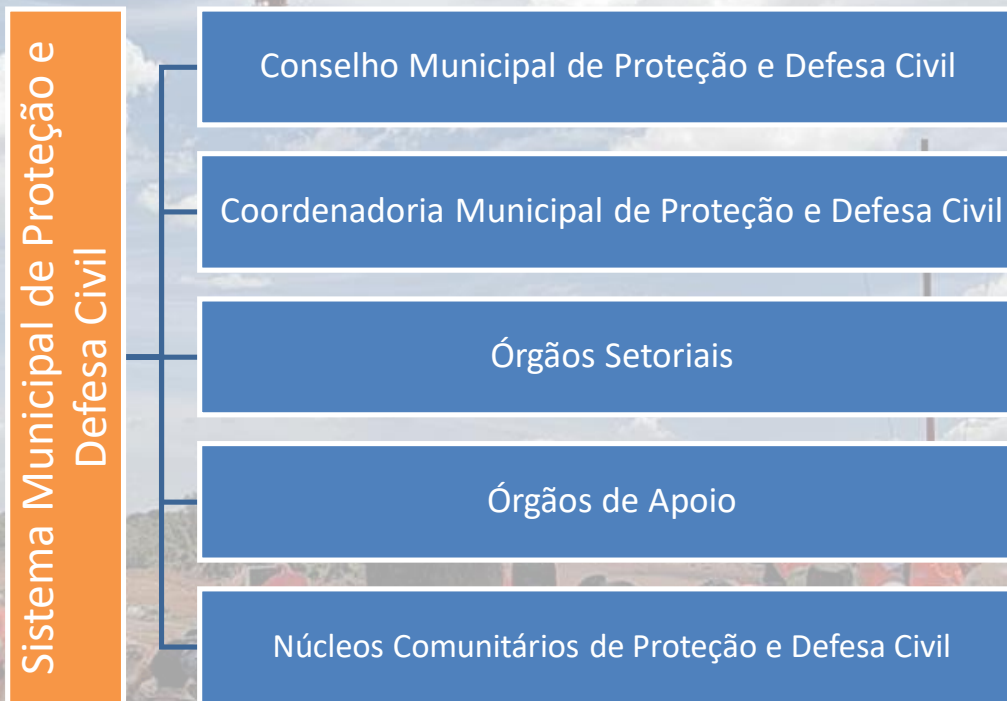 Sistema Municipal de Proteção e
Defesa Civil
Conselho Municipal de Proteção e Defesa Civil
Coordenadoria Municipal de Proteção e Defesa Civil
Órgãos Setoriais
Órgãos de Apoio
Núcleos Comunitários de Proteção e Defesa Civil